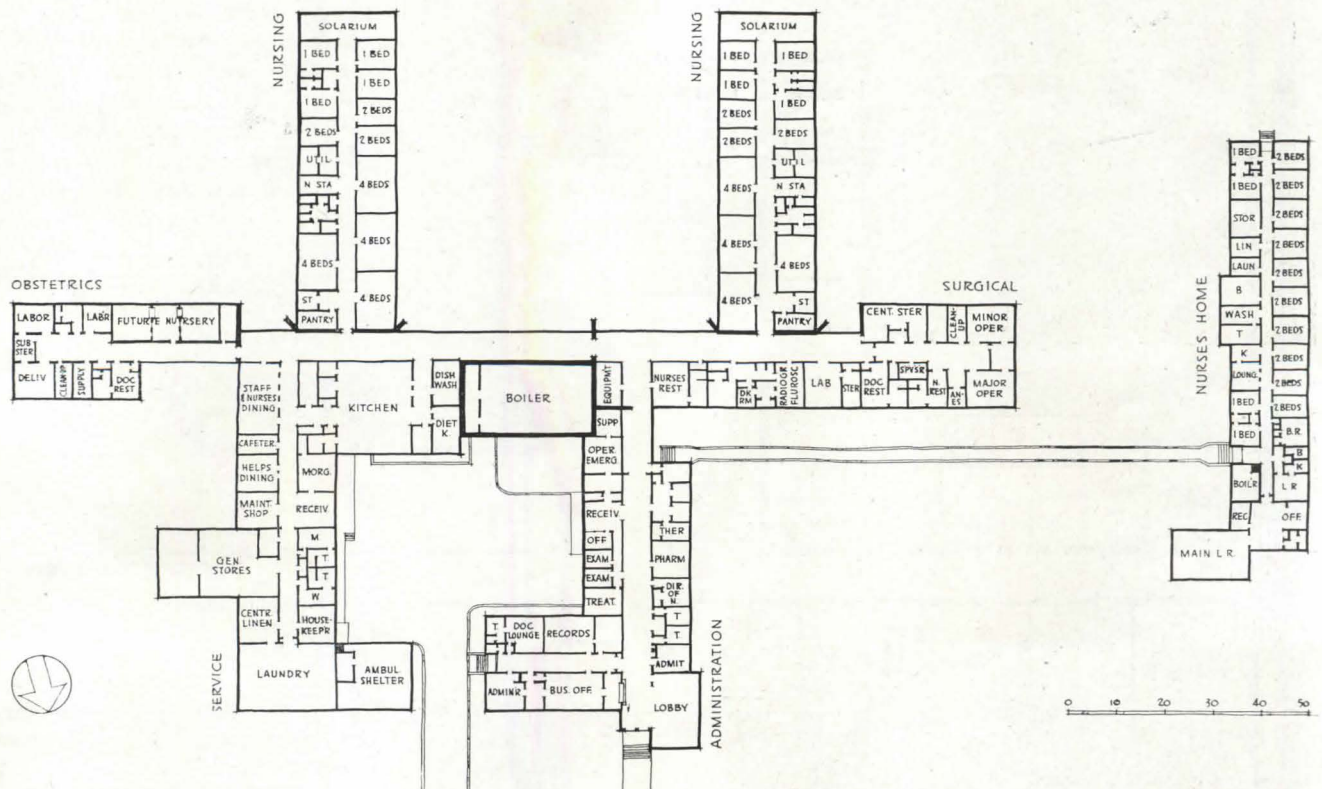 NURSING
SOLARIUM
1 BED
1 BED
1 BED
1 BED
2 BEDS
2 BEDS
2 BEDS
UTIL
N STA
4 BEDS
4 BEDS
4 BEDS
4 BEDS
ST
PANTRY
NURSING
SOLARIUM
1 BED
1 BED
1 BED
1 BED
2 BEDS
2 BEDS
2 BEDS
UTIL
N STA
4 BEDS
4 BEDS
4 BEDS
4 BEDS
ST
PANTRY
OBSTETRICS
LABOR
LABR
FUTURE NURSERY
SUB
STER
DELIV
CLEANUP
SUPPLY
DOC
REST
SURGICAL
CENT. STER
CLEAN-
UP
MINOR
OPER.
MAJOR
OPER
AN-
ES
N.
REST
SPY.SR
DOC
REST
STER
LAB
RADIOGR
FLUROSC
DK
RM
NURSES
REST
EQUIPMT
BOILER
DISH
WASH
DIET
K.
KITCHEN
STAFF
& NURSES
DINING
CAFETER.
HELPS
DINING
MAINT.
SHOP
GEN.
STORES
CENTR
LINEN
LAUNDRY
AMBUL
SHELTER
MORG.
RECEIV.
M.
T
T
W
HOUSE-
KEEPR
SERVICE
SUPP
OPER.
EMERG
RECEIV.
OFF
EXAM
EXAM
TREAT.
THER
PHARM
DIR.
OF
N.
T
T.
ADMIT
T.
DOC
LOUNGE
RECORDS
ADMINR
BUS. OFF.
LOBBY
ADMINISTRATION
NURSES HOME
1 BED
1 BED
STOR
LIN
LAUN
B
WASH
T
K
LOUNG.
1 BED
1 BED
BOIL'R
REC.
MAIN L.R.
2 BEDS
2 BEDS
2 BEDS
2 BEDS
2 BEDS
2 BEDS
2 BEDS
2 BEDS
2 BEDS
2 BEDS
B.R.
B
K
L R
OFF.
0 10 30 40 50